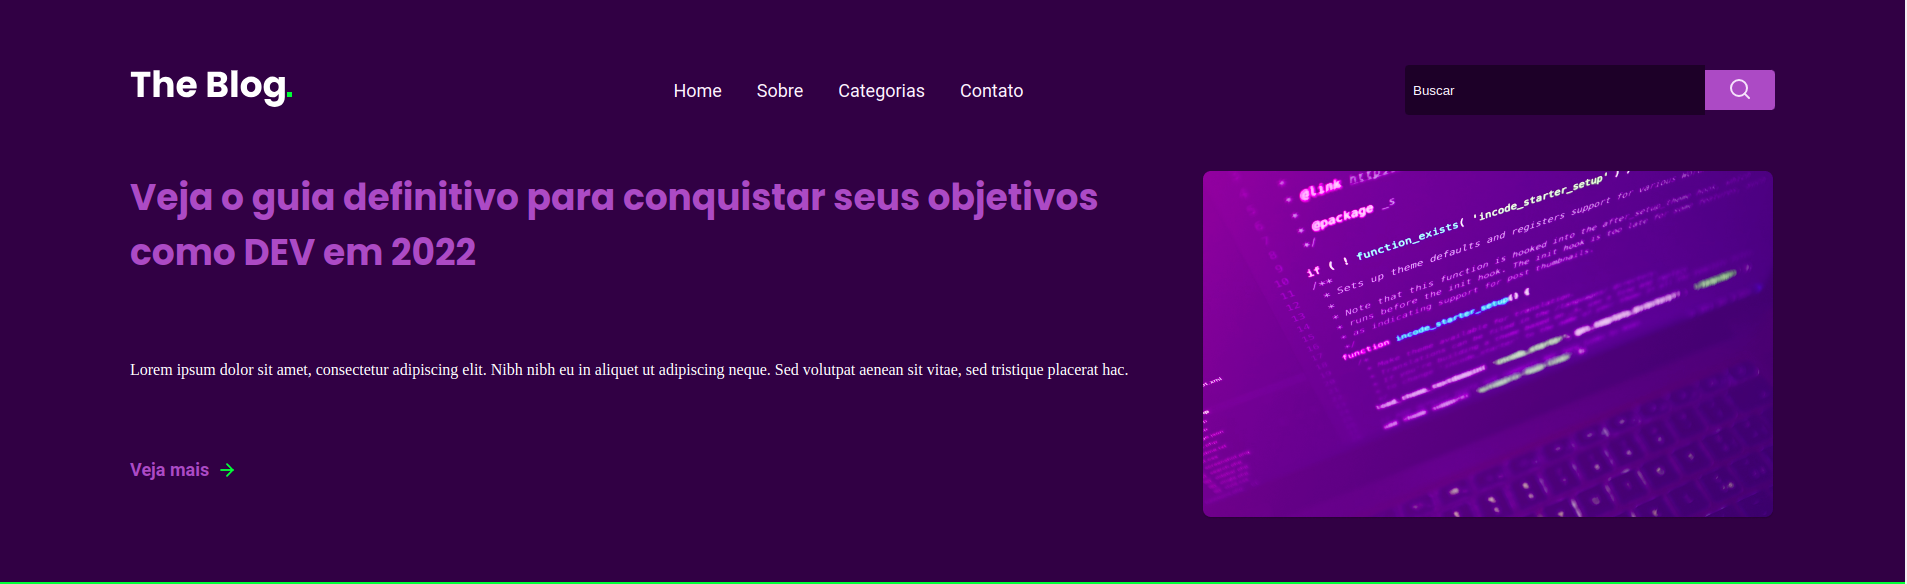 The Blog.
Home Sobre Categorias Contato
Buscar
Veja o guia definitivo para conquistar seus objetivos
como DEV em 2022
Lorem ipsum dolor sit amet, consectetur adipiscing elit. Nibh nibh eu in aliquet ut adipiscing neque. Sed volutpat aenean sit vitae, sed tristique placerat hac.
Veja mais
* @link
* @package _s
*/
if ( ! function_exists( 'incode_starter_setup' ) ) :
/**
* Sets up theme defaults and registers support for various
* Note that this function is hooked into the after_setup_theme hook, which
* runs before the init hook. The init hook is too late for some
* as indicating support for post thumbnails.
*/
function incode_starter_setup() {